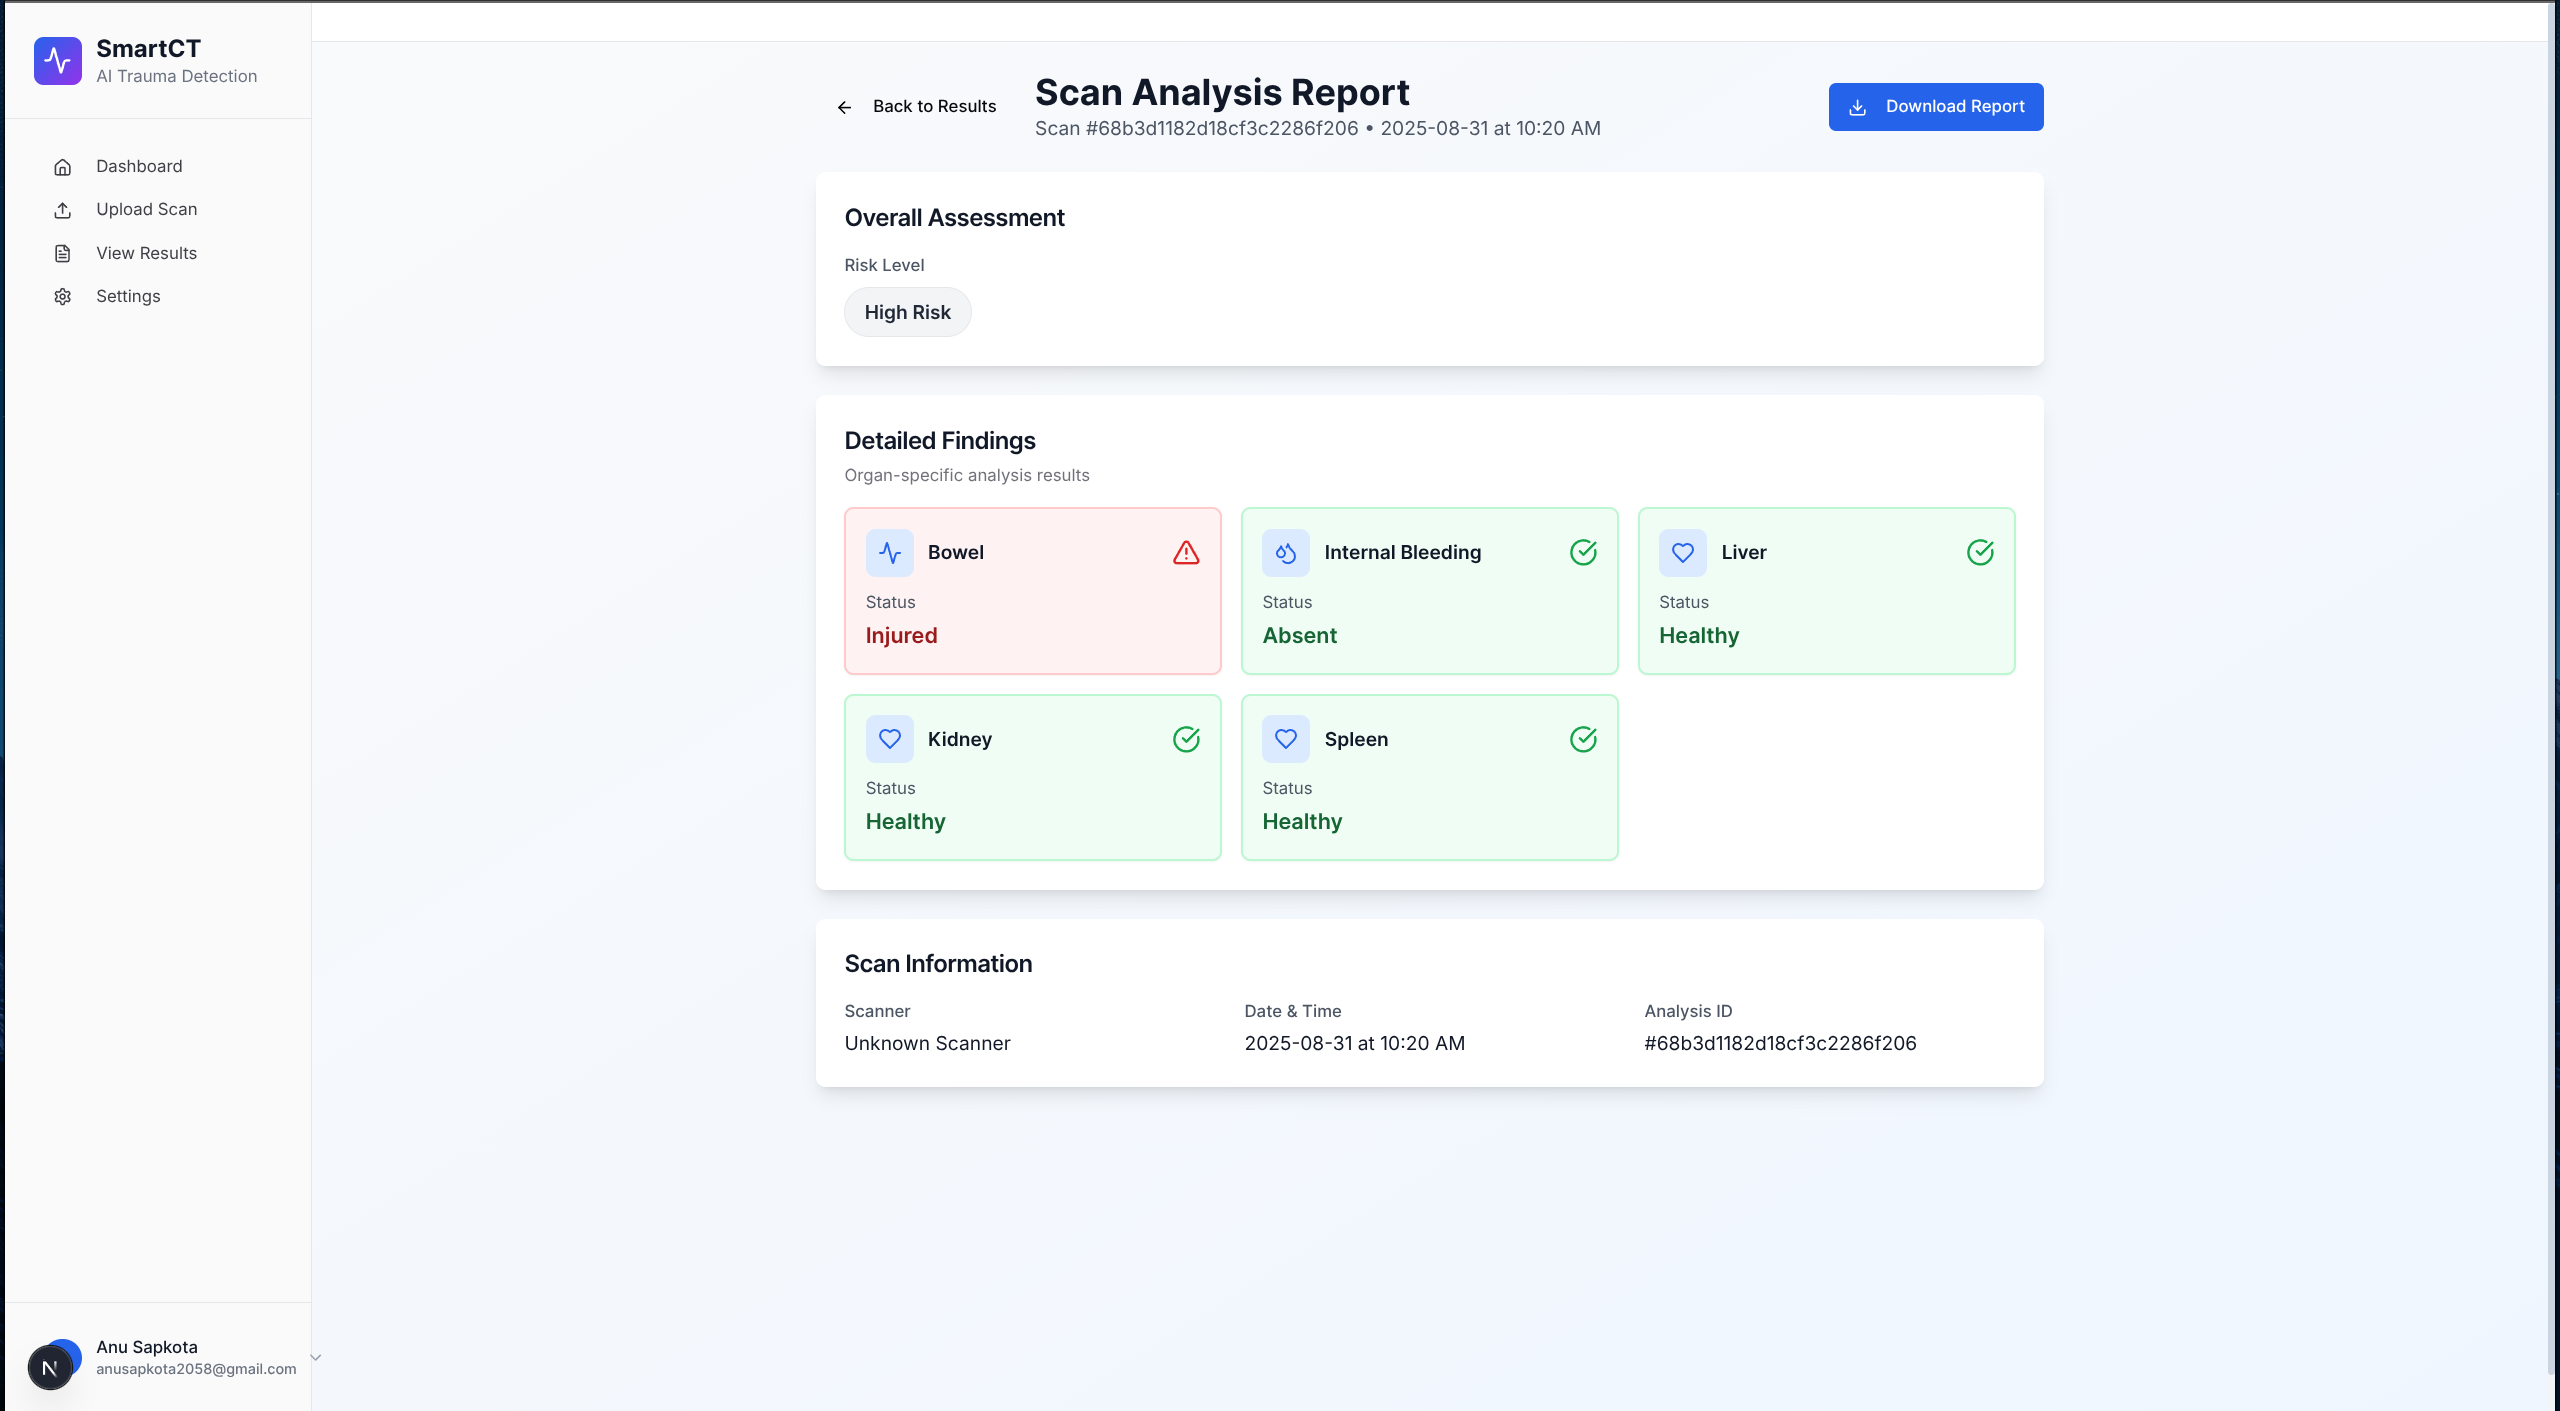 SmartCT
AI Trauma Detection
Dashboard
Upload Scan
View Results
Settings
Back to Results
Scan Analysis Report
Scan #68b3d1182d18cf3c2286f206 • 2025-08-31 at 10:20 AM
Download Report
Overall Assessment
Risk Level
High Risk
Detailed Findings
Organ-specific analysis results
Bowel
Status
Injured
Internal Bleeding
Status
Absent
Liver
Status
Healthy
Kidney
Status
Healthy
Spleen
Status
Healthy
Scan Information
Scanner
Unknown Scanner
Date & Time
2025-08-31 at 10:20 AM
Analysis ID
#68b3d1182d18cf3c2286f206
N
Anu Sapkota
anusapkota2058@gmail.com